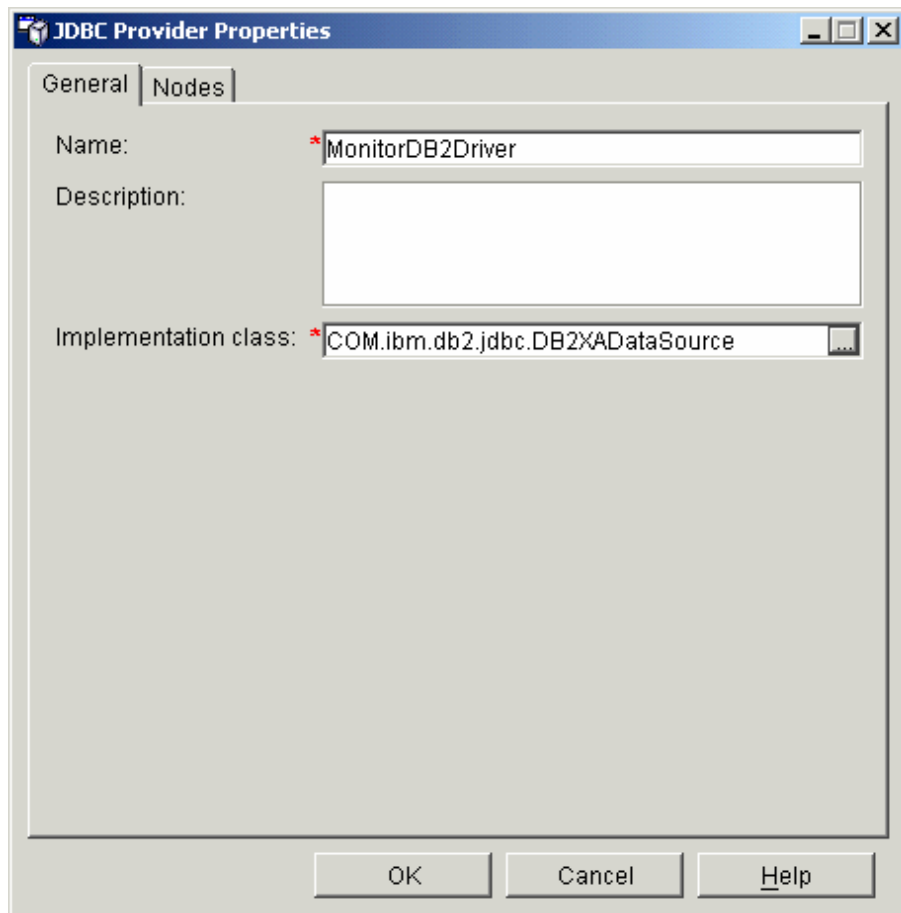 JDBC Provider Properties
General Nodes
Name: *MonitorDB2Driver
Description:
Implementation class: *COM.ibm.db2.jdbc.DB2XADataSource ...
OK Cancel Help